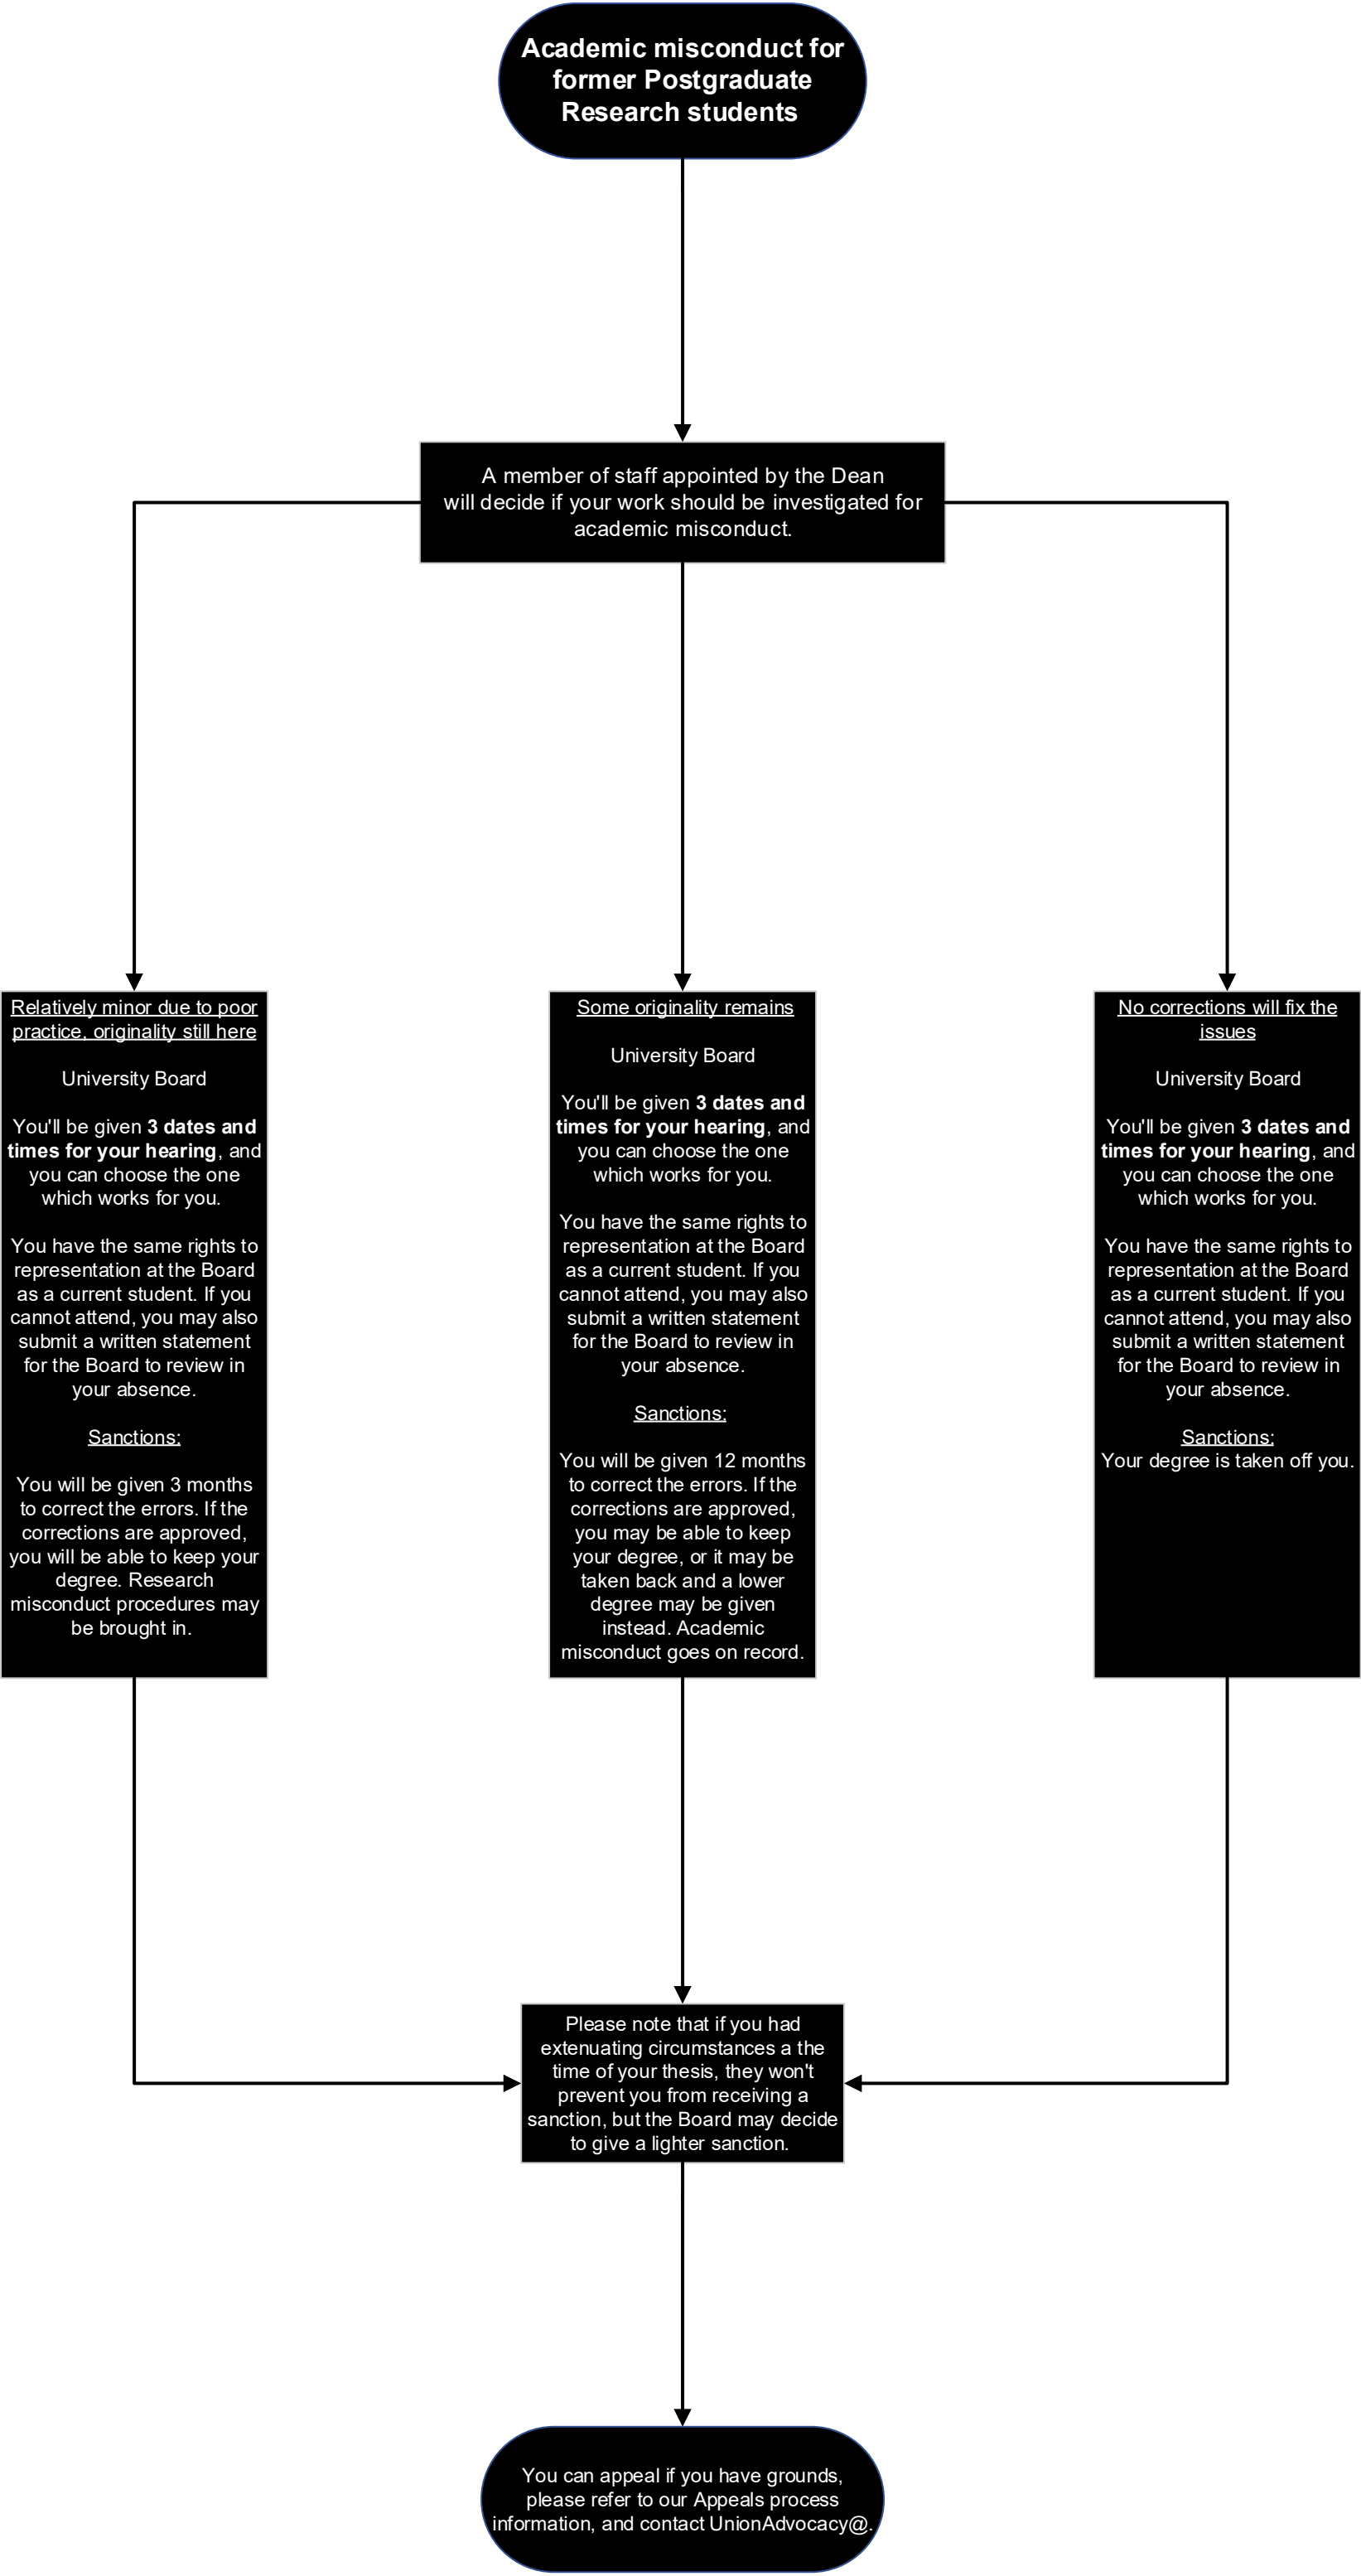 Academic misconduct for
former Postgraduate
Research students
A member of staff appointed by the Dean
will decide if your work should be investigated for
academic misconduct.
Relatively minor due to poor
practice, originality still here
University Board
You'll be given 3 dates and
times for your hearing, and
you can choose the one
which works for you.
You have the same rights to
representation at the Board
as a current student. If you
cannot attend, you may also
submit a written statement
for the Board to review in
your absence.
Sanctions:
You will be given 3 months
to correct the errors. If the
corrections are approved,
you will be able to keep your
degree. Research
misconduct procedures may
be brought in.
Some originality remains
University Board
You'll be given 3 dates and
times for your hearing, and
you can choose the one
which works for you.
You have the same rights to
representation at the Board
as a current student. If you
cannot attend, you may also
submit a written statement
for the Board to review in
your absence.
Sanctions:
You will be given 12 months
to correct the errors. If the
corrections are approved,
you may be able to keep
your degree, or it may be
taken back and a lower
degree may be given
instead. Academic
misconduct goes on record.
No corrections will fix the
issues
University Board
You'll be given 3 dates and
times for your hearing, and
you can choose the one
which works for you.
You have the same rights to
representation at the Board
as a current student. If you
cannot attend, you may also
submit a written statement
for the Board to review in
your absence.
Sanctions:
Your degree is taken off you.
Please note that if you had
extenuating circumstances a the
time of your thesis, they won't
prevent you from receiving a
sanction, but the Board may decide
to give a lighter sanction.
You can appeal if you have grounds,
please refer to our Appeals process
information, and contact UnionAdvocacy@.